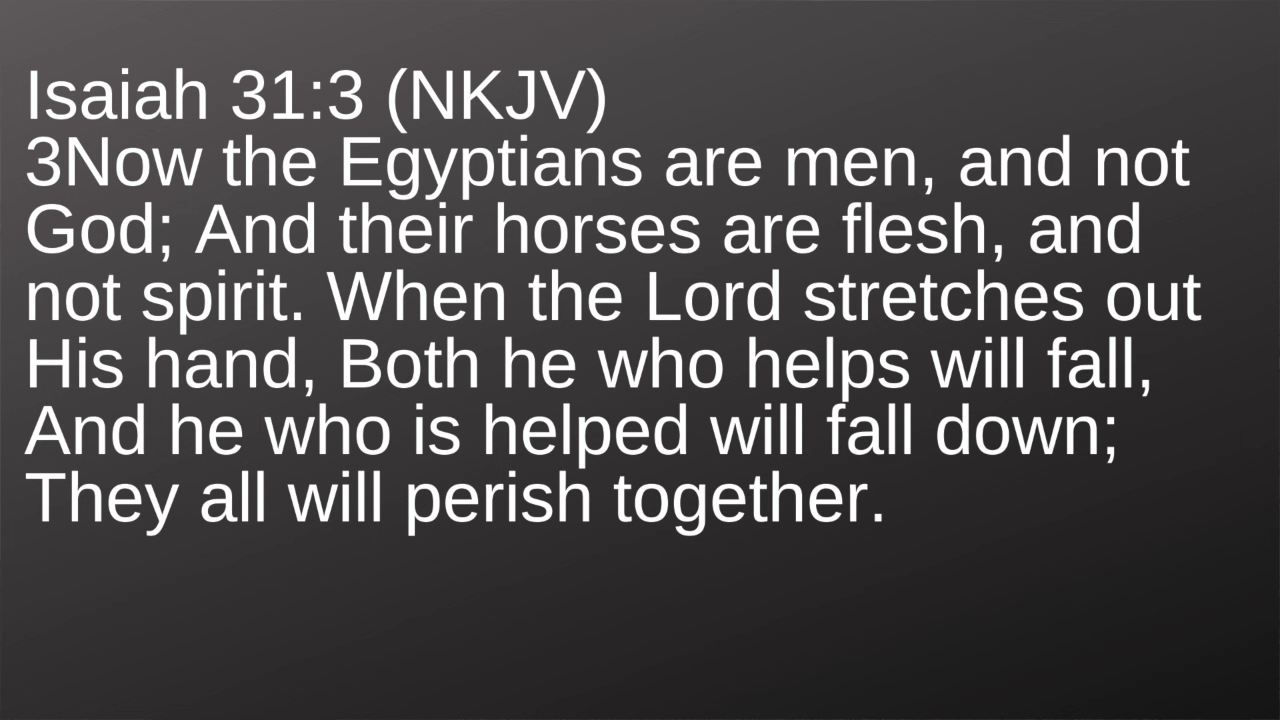 Isaiah 31:3 (NKJV)
3Now the Egyptians are men, and not
God; And their horses are flesh, and
not spirit. When the Lord stretches out
His hand, Both he who helps will fall,
And he who is helped will fall down;
They all will perish together.